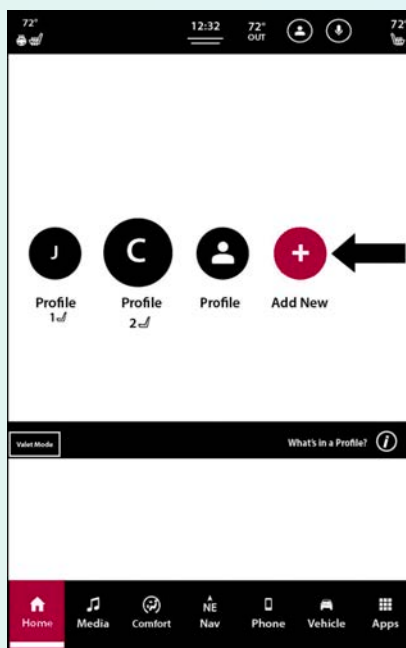 72°
12:32
72°
OUT
72°
J
C
Profile
1
Profile
2
Profile
Add New
Valet Mode
What's in a Profile?
i
NE
Home
Media
Comfort
Nav
Phone
Vehicle
Apps